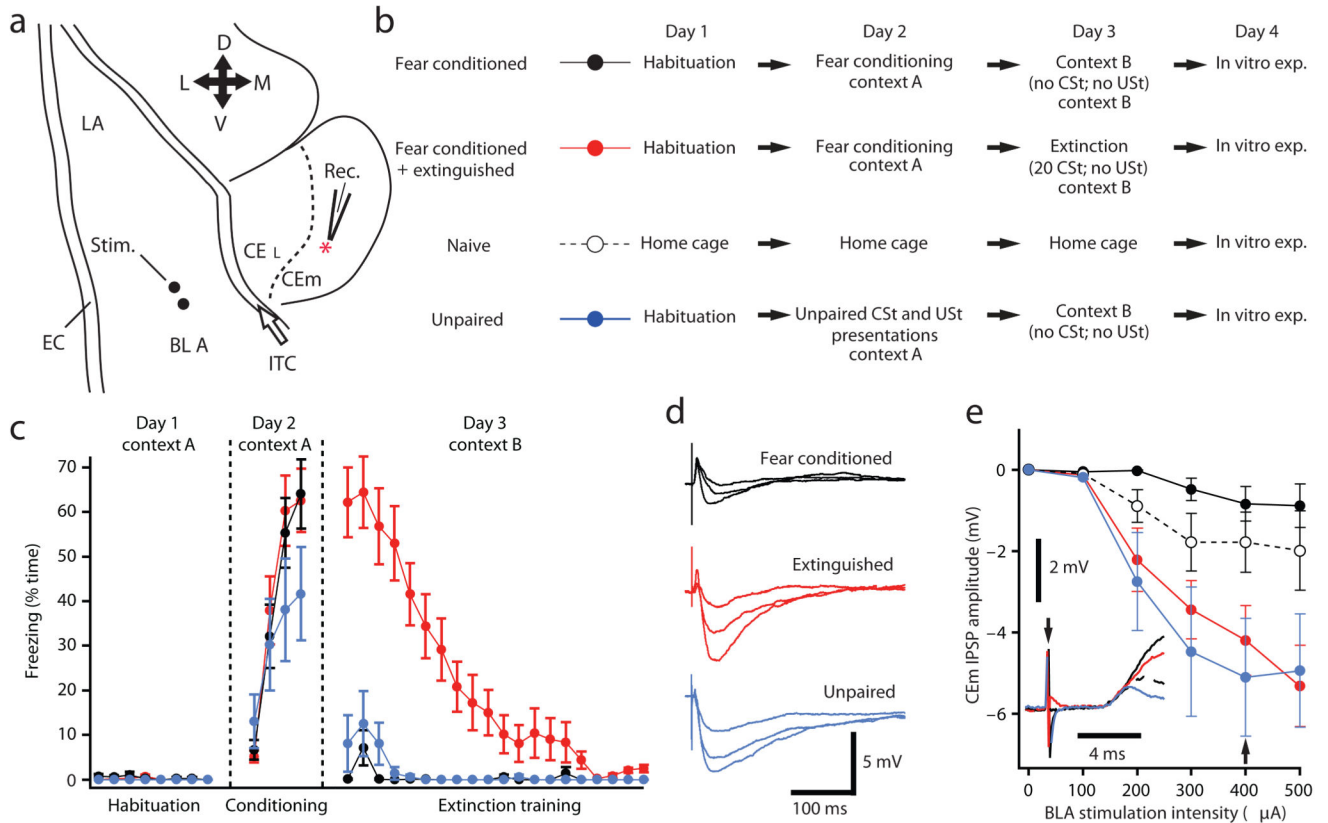 a
D
L
M
V
LA
Rec.
Stim.
*
CE L
CEm
EC
BL A
ITC
b
Day 1
Day 2
Day 3
Day 4
Fear conditioned
Habituation
Fear conditioning
context A
Context B
(no CSt; no USt)
context B
In vitro exp.
Fear conditioned
+ extinguished
Habituation
Fear conditioning
context A
Extinction
(20 CSt; no USt)
context B
In vitro exp.
Naive
Home cage
Home cage
Home cage
In vitro exp.
Unpaired
Habituation
Unpaired CSt and USt
presentations
context A
Context B
(no CSt; no USt)
In vitro exp.
c
Day 1
context A
Day 2
context A
Day 3
context B
Freezing (% time)
70
60
50
40
30
20
10
0
Habituation
Conditioning
Extinction training
d
Fear conditioned
Extinguished
Unpaired
5 mV
100 ms
e
CEm IPSP amplitude (mV)
0
−2
−4
−6
2 mV
4 ms
0
100
200
300
400
500
BLA stimulation intensity ( μA)